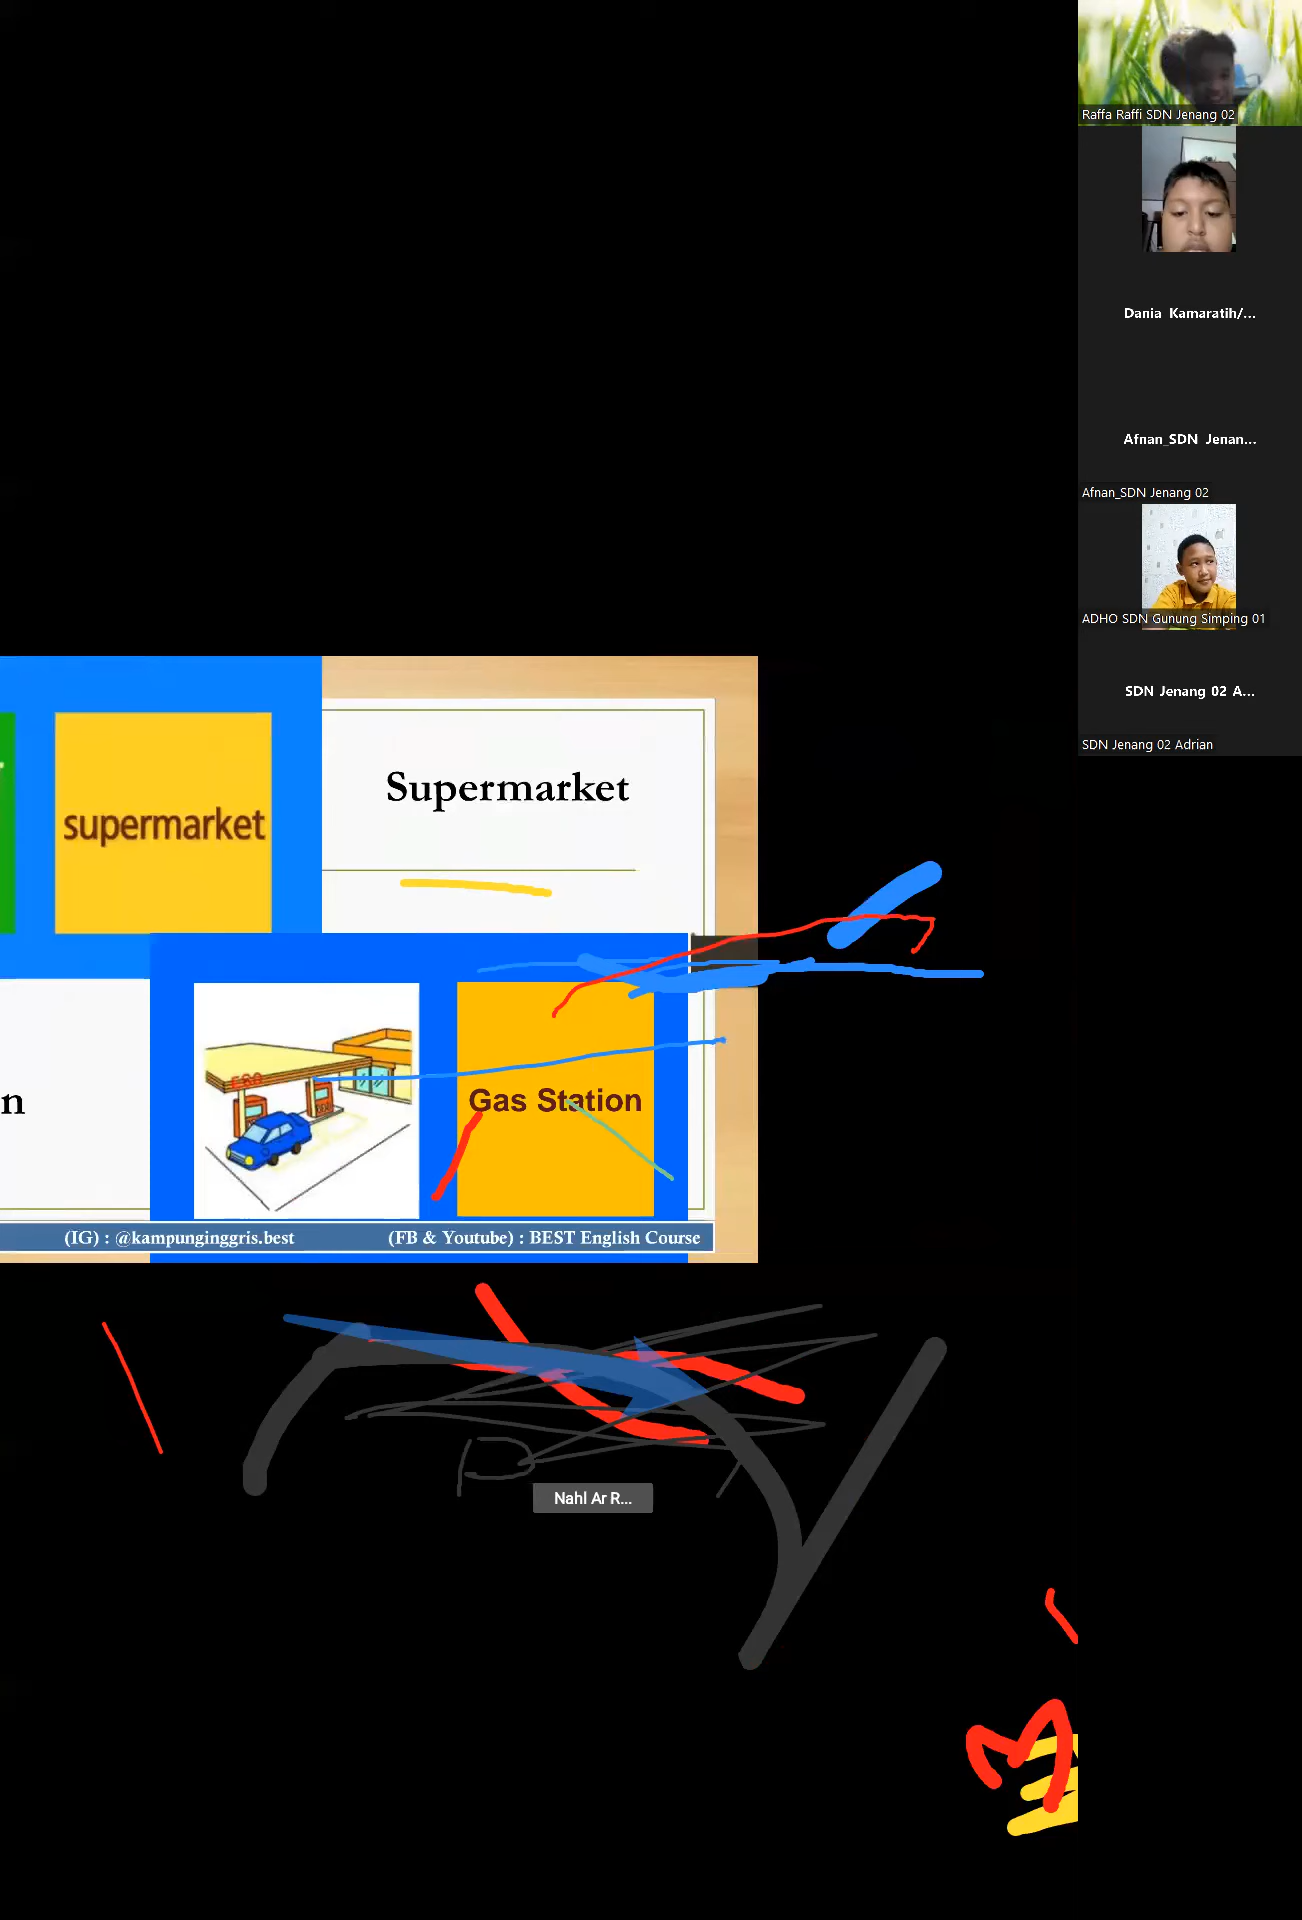 Raffa Raffi SDN Jenang 02
Dania Kamaratih/...
Afnan_SDN Jenan...
Afnan_SDN Jenang 02
ADHO SDN Gunung Simping 01
SDN Jenang 02 A...
SDN Jenang 02 Adrian
supermarket
Supermarket
n
Gas Station
(IG) : @kampunginggris.best
(FB & Youtube) : BEST English Course
Nahl Ar R...